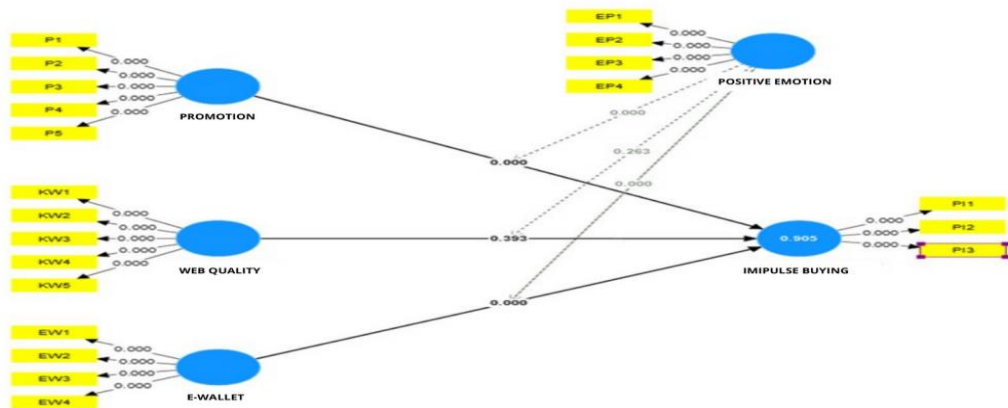 P1
P2
P3
P4
P5
0.000
0.000
0.000
0.000
0.000
PROMOTION
EP1
EP2
EP3
EP4
0.000
0.000
0.000
0.000
POSITIVE EMOTION
0.000
0.263
0.000
0.000
KW1
KW2
KW3
KW4
KW5
0.000
0.000
0.000
0.000
0.000
WEB QUALITY
0.393
0.905
IMIPULSE BUYING
0.000
0.000
0.000
PI1
PI2
PI3
0.000
EW1
EW2
EW3
EW4
0.000
0.000
0.000
0.000
E-WALLET